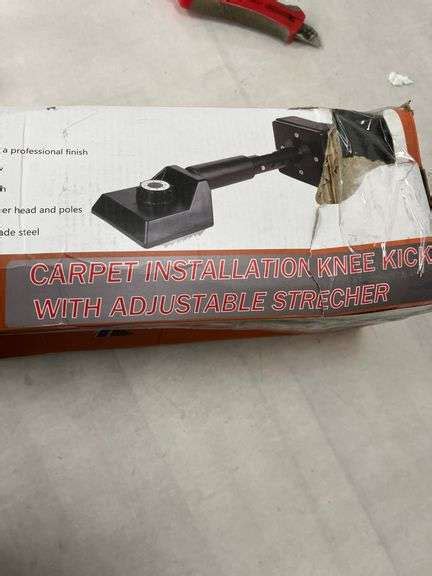 a professional finish
er head and poles
ade steel
CARPET INSTALLATION KNEE KICK
WITH ADJUSTABLE STRECHER